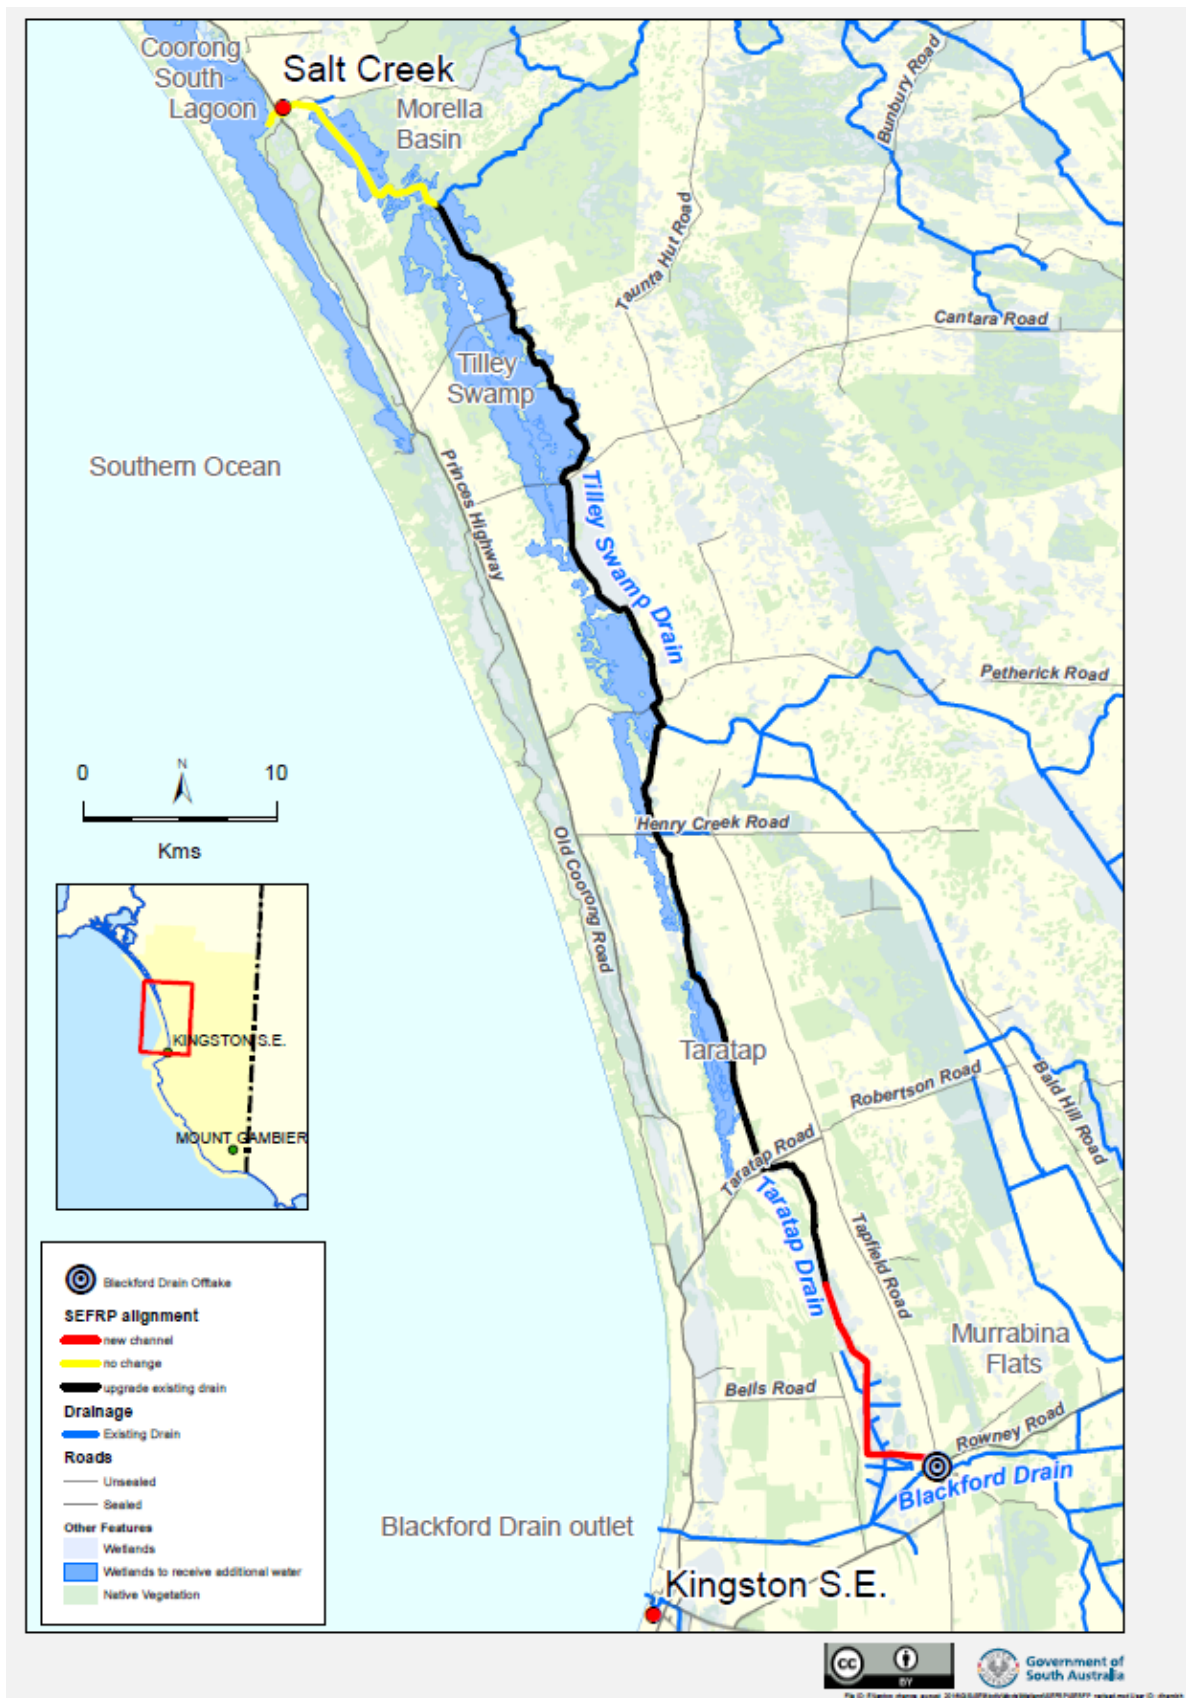 Coorong
South
Lagoon
Salt Creek
Morella
Basin
Bunbury Road
Taunta Hut Road
Cantara Road
Tilley
Swamp
Southern Ocean
Princes Highway
Tilley Swamp Drain
Petherick Road
0
N
10
Kms
Henry Creek Road
Old Coorong Road
KINGSTON S.E.
MOUNT GAMBIER
Taratap
Robertson Road
Bald Hill Road
Taratap Road
Taratap Drain
Tapfield Road
Murrabina
Flats
Bells Road
Rowney Road
Blackford Drain
Blackford Drain outlet
Kingston S.E.
Blackford Drain Offtake
SEFRP alignment
new channel
no change
upgrade existing drain
Drainage
Existing Drain
Roads
Unsealed
Sealed
Other Features
Wetlands
Wetlands to receive additional water
Native Vegetation
CC
BY
Government of
South Australia